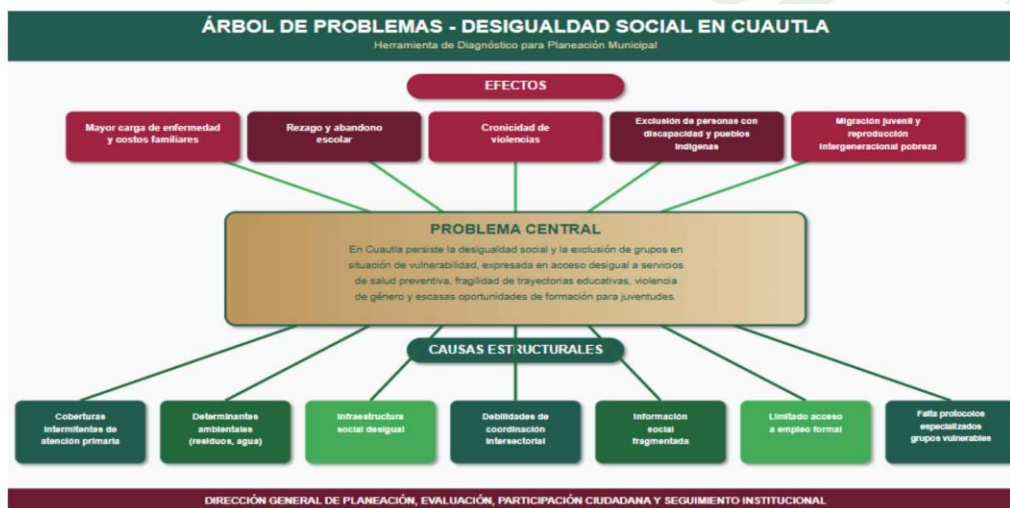 ÁRBOL DE PROBLEMAS - DESIGUALDAD SOCIAL EN CUAUTLA
Herramienta de Diagnóstico para Planeación Municipal
EFECTOS
Mayor carga de enfermedad
y costos familiares
Rezago y abandono
escolar
Cronicidad de
violencias
Exclusión de personas con
discapacidad y pueblos
indígenas
Migración juvenil y
reproducción
intergeneracional pobreza
PROBLEMA CENTRAL
En Cuautla persiste la desigualdad social y la exclusión de grupos en
situación de vulnerabilidad, expresada en acceso desigual a servicios
de salud preventiva, fragilidad de trayectorias educativas, violencia
de género y escasas oportunidades de formación para juventudes.
CAUSAS ESTRUCTURALES
Coberturas
intermitentes de
atención primaria
Determinantes
ambientales
(residuos, agua)
Infraestructura
social desigual
Debilidades de
coordinación
intersectorial
Información
social
fragmentada
Limitado acceso
a empleo formal
Falta protocolos
especializados
grupos vulnerables
DIRECCIÓN GENERAL DE PLANEACIÓN, EVALUACIÓN, PARTICIPACIÓN CIUDADANA Y SEGUIMIENTO INSTITUCIONAL